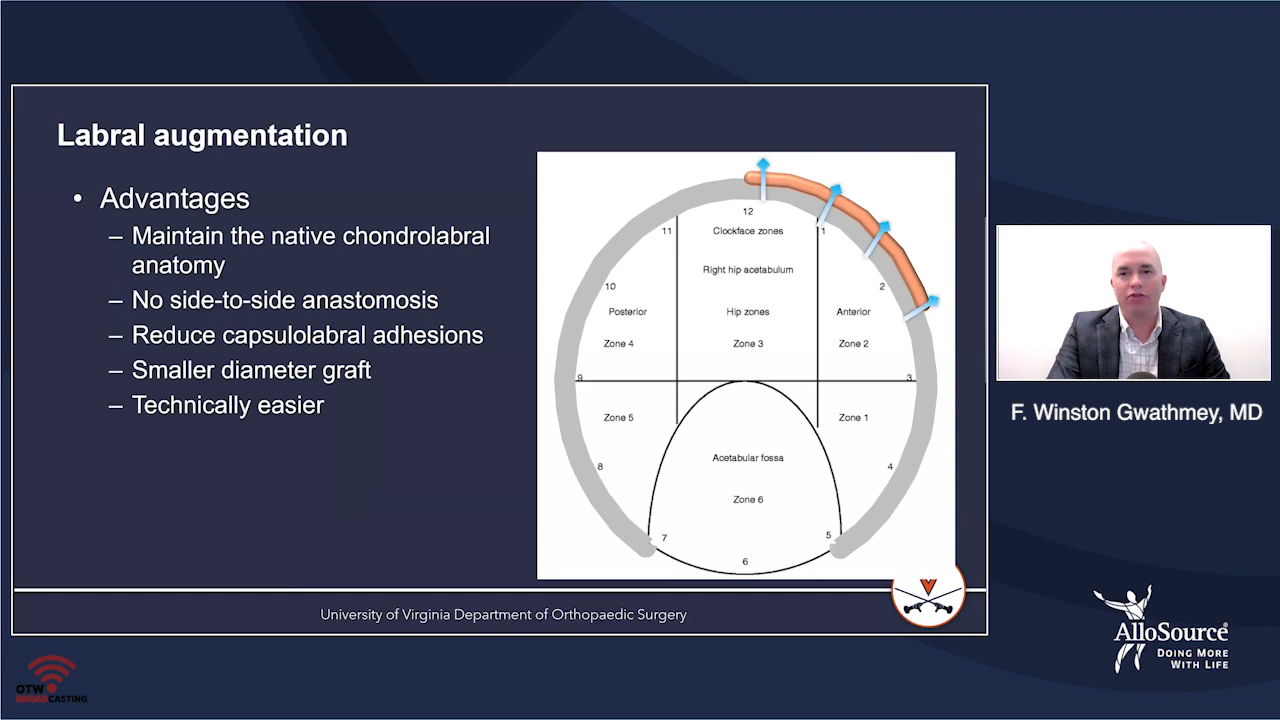 Labral augmentation
• Advantages
– Maintain the native chondrolabral
anatomy
– No side-to-side anastomosis
– Reduce capsulolabral adhesions
– Smaller diameter graft
– Technically easier
12
11
Clockface zones
1
Right hip acetabulum
10
2
Posterior
Hip zones
Anterior
Zone 4
Zone 3
Zone 2
9
3
Zone 5
Zone 1
Acetabular fossa
8
4
Zone 6
7
5
6
University of Virginia Department of Orthopaedic Surgery
F. Winston Gwathmey, MD
AlloSource®
DOING MORE
WITH LIFE
OTW
BROADCASTING